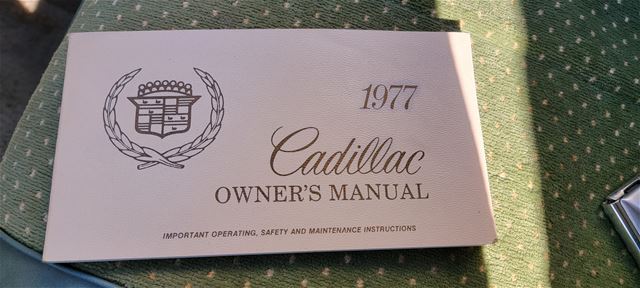 1977
Cadillac
OWNER'S MANUAL
IMPORTANT OPERATING, SAFETY AND MAINTENANCE INSTRUCTIONS